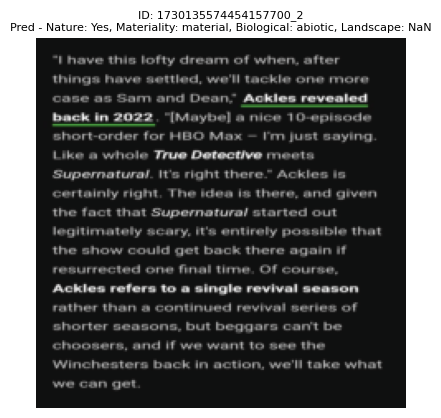 ID: 1730135574454157700_2
Pred - Nature: Yes, Materiality: material, Biological: abiotic, Landscape: NaN
"I have this lofty dream of when, after
things have settled, we'll tackle one more
case as Sam and Dean," Ackles revealed
back in 2022. "[Maybe] a nice 10-episode
short-order for HBO Max – I'm just saying.
Like a whole True Detective meets
Supernatural. It's right there." Ackles is
certainly right. The idea is there, and given
the fact that Supernatural started out
legitimately scary, it's entirely possible that
the show could get back there again if
resurrected one final time. Of course,
Ackles refers to a single revival season
rather than a continued revival series of
shorter seasons, but beggars can't be
choosers, and if we want to see the
Winchesters back in action, we'll take what
we can get.